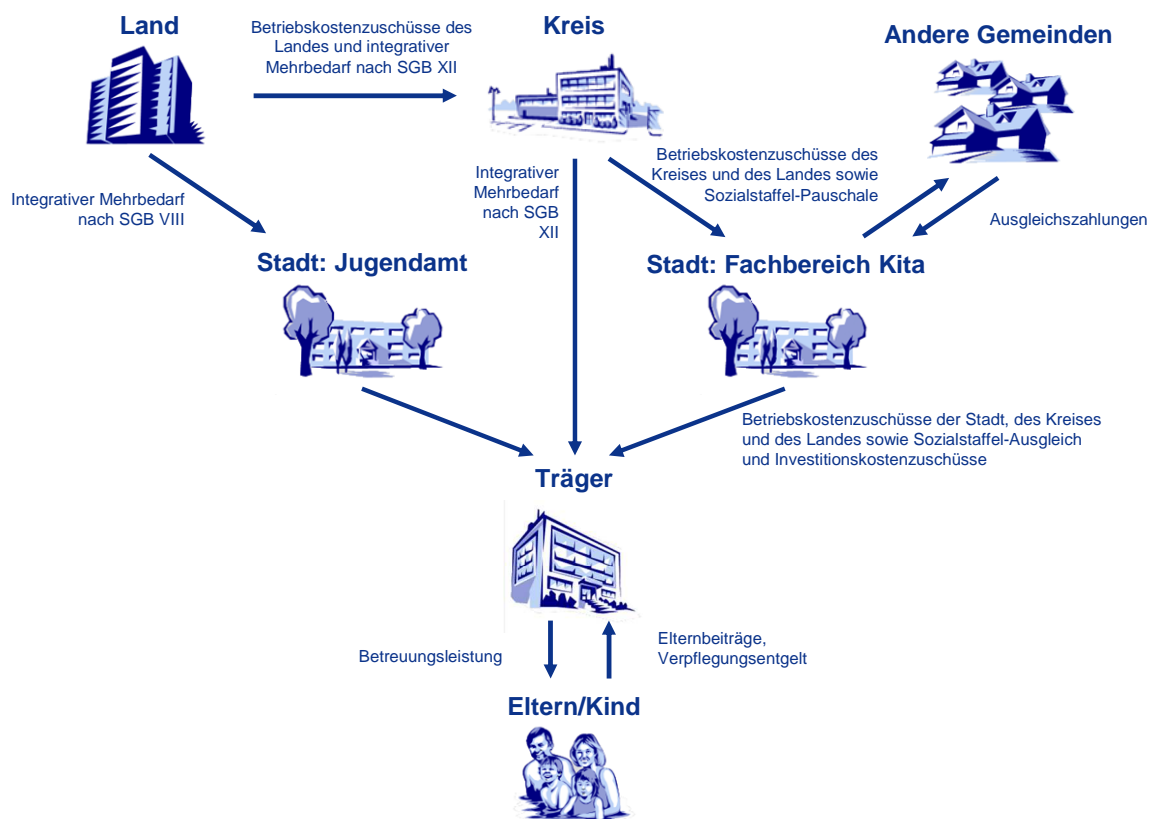 Land
Betriebskostenzuschüsse des
Landes und integrativer
Mehrbedarf nach SGB XII
Kreis
Andere Gemeinden
Integrativer Mehrbedarf
nach SGB VIII
Integrativer
Mehrbedarf
nach SGB
XII
Betriebskostenzuschüsse des
Kreises und des Landes sowie
Sozialstaffel-Pauschale
Ausgleichszahlungen
Stadt: Jugendamt
Stadt: Fachbereich Kita
Betriebskostenzuschüsse der Stadt, des Kreises
und des Landes sowie Sozialstaffel-Ausgleich
und Investitionskostenzuschüsse
Träger
Betreuungsleistung
Elternbeiträge,
Verpflegungsentgelt
Eltern/Kind